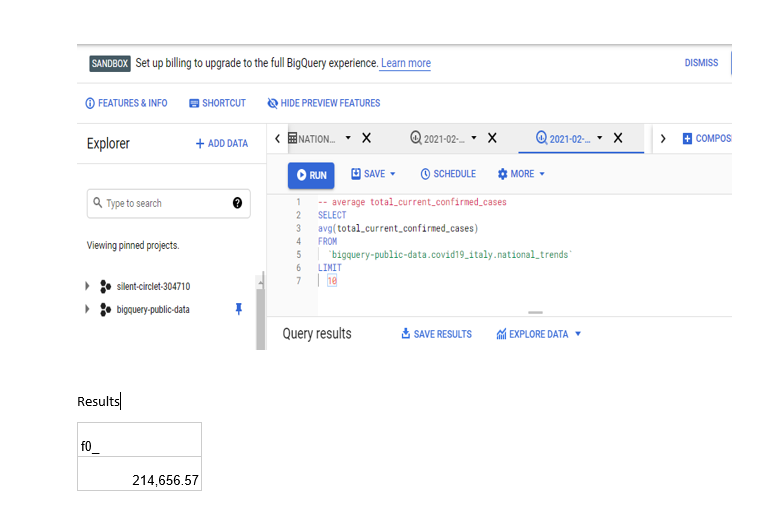 SANDBOX Set up billing to upgrade to the full BigQuery experience. Learn more DISMISS
FEATURES & INFO SHORTCUT HIDE PREVIEW FEATURES
Explorer + ADD DATA
NATION... 2021-02-... 2021-02-... COMPOS
RUN SAVE SCHEDULE MORE
Type to search
Viewing pinned projects.
silent-circlet-304710
bigquery-public-data
1 -- average total_current_confirmed_cases
2 SELECT
3 avg(total_current_confirmed_cases)
4 FROM
5 `bigquery-public-data.covid19_italy.national_trends`
6 LIMIT
7 10
Query results SAVE RESULTS EXPLORE DATA
Results
f0_
214,656.57